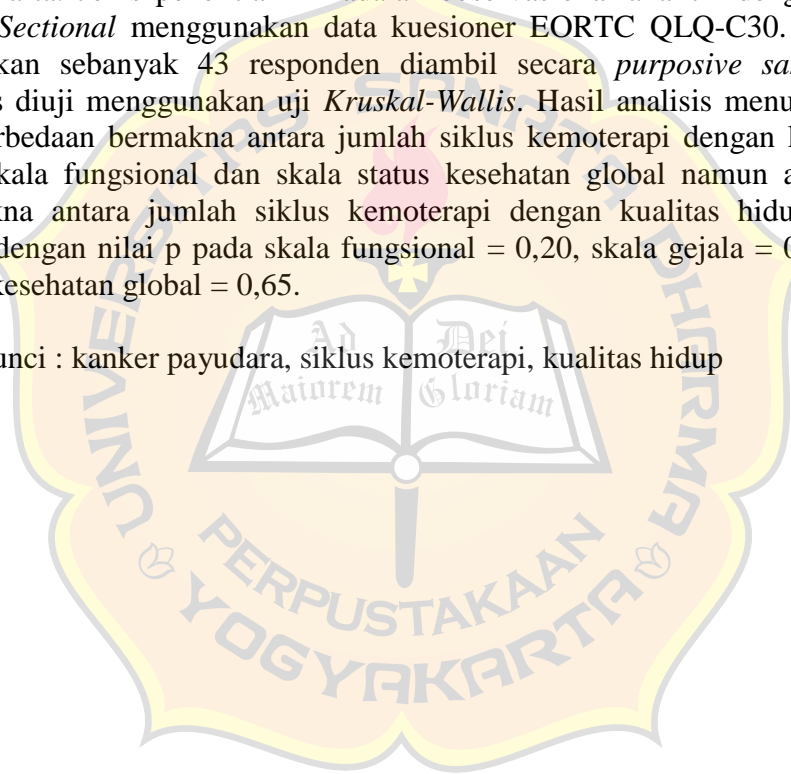 Sectional menggunakan data kuesioner EORTC QLQ-C30.
kan sebanyak 43 responden diambil secara purposive
s diuji menggunakan uji Kruskal-Wallis. Hasil analisis
rbedaan bermakna antara jumlah siklus kemoterapi dengan
kala fungsional dan skala status kesehatan global namun
kna antara jumlah siklus kemoterapi dengan kualitas
dengan nilai p pada skala fungsional = 0,20, skala gejala =
kesehatan global = 0,65.
unci : kanker payudara, siklus kemoterapi, kualitas hidup
UNIVERSITAS SANATA DHARMA
Ad Dei
Maiorem Gloriam
PERPUSTAKAAN
YOGYAKARTA